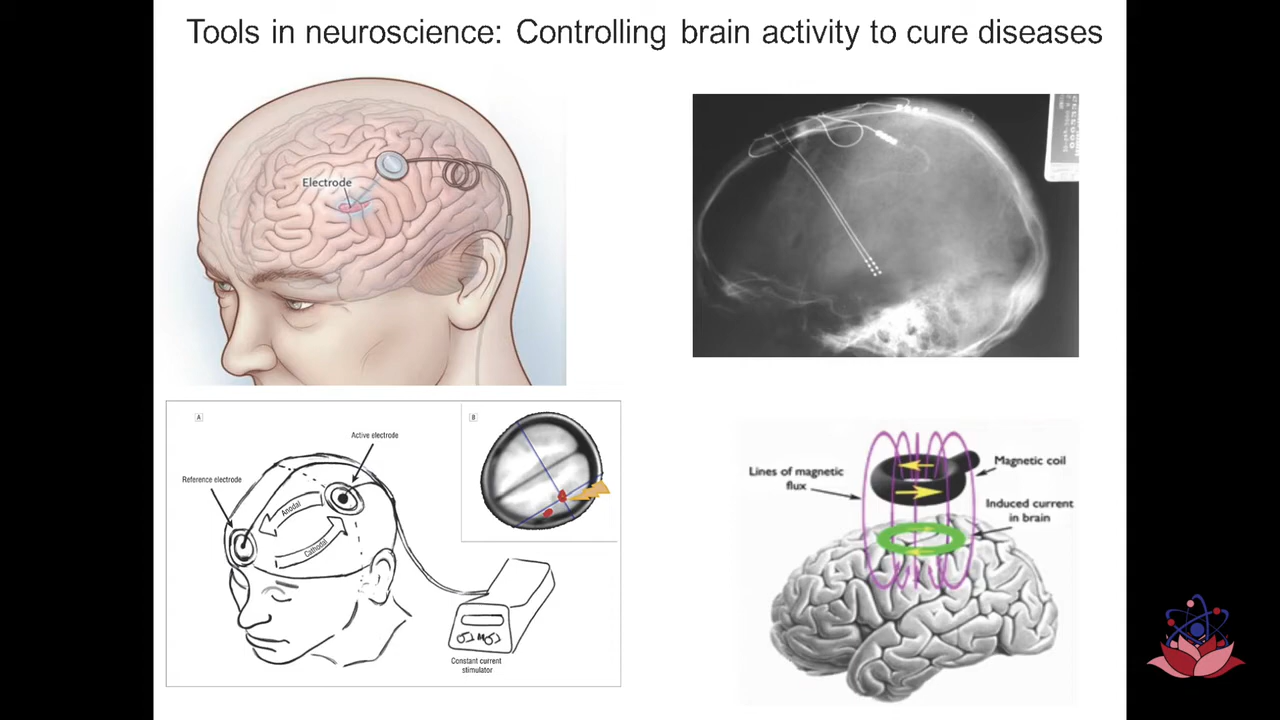 Tools in neuroscience: Controlling brain activity to cure diseases
Electrode
A
Active electrode
Reference electrode
Anodal
Cathodal
Constant current
stimulator
B
Lines of magnetic
flux
Magnetic coil
Induced current
in brain